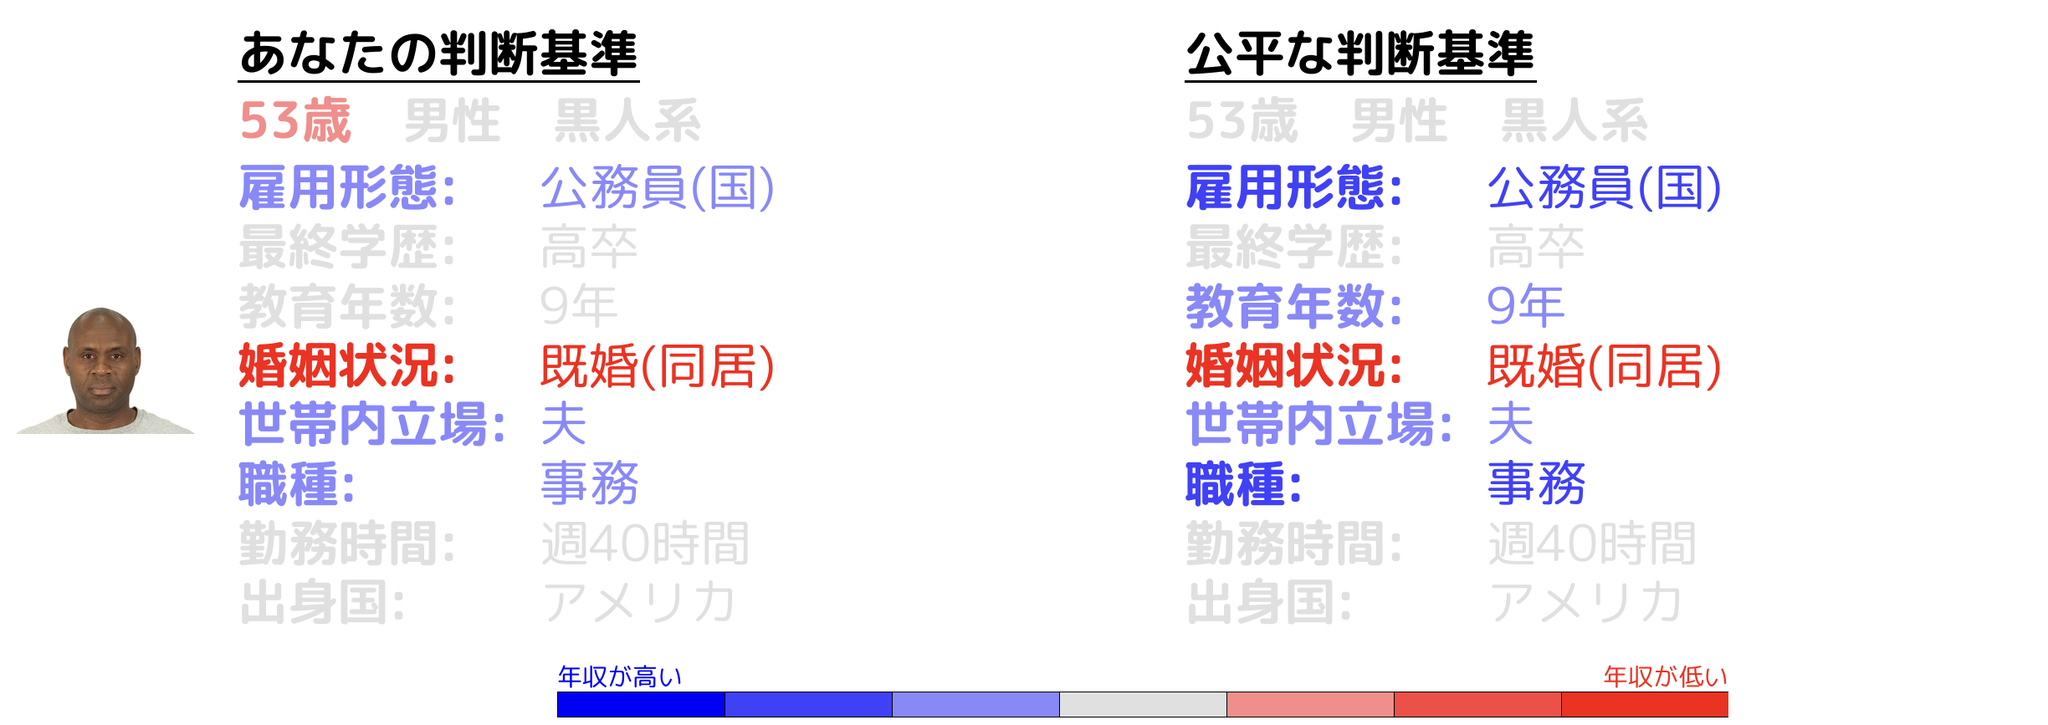 あなたの判断基準
53歳 男性 黒人系
雇用形態: 公務員(国)
最終学歴: 高卒
教育年数: 9年
婚姻状況: 既婚(同居)
世帯内立場: 夫
職種: 事務
勤務時間: 週40時間
出身国: アメリカ
公平な判断基準
53歳 男性 黒人系
雇用形態: 公務員(国)
最終学歴: 高卒
教育年数: 9年
婚姻状況: 既婚(同居)
世帯内立場: 夫
職種: 事務
勤務時間: 週40時間
出身国: アメリカ
年収が高い
年収が低い